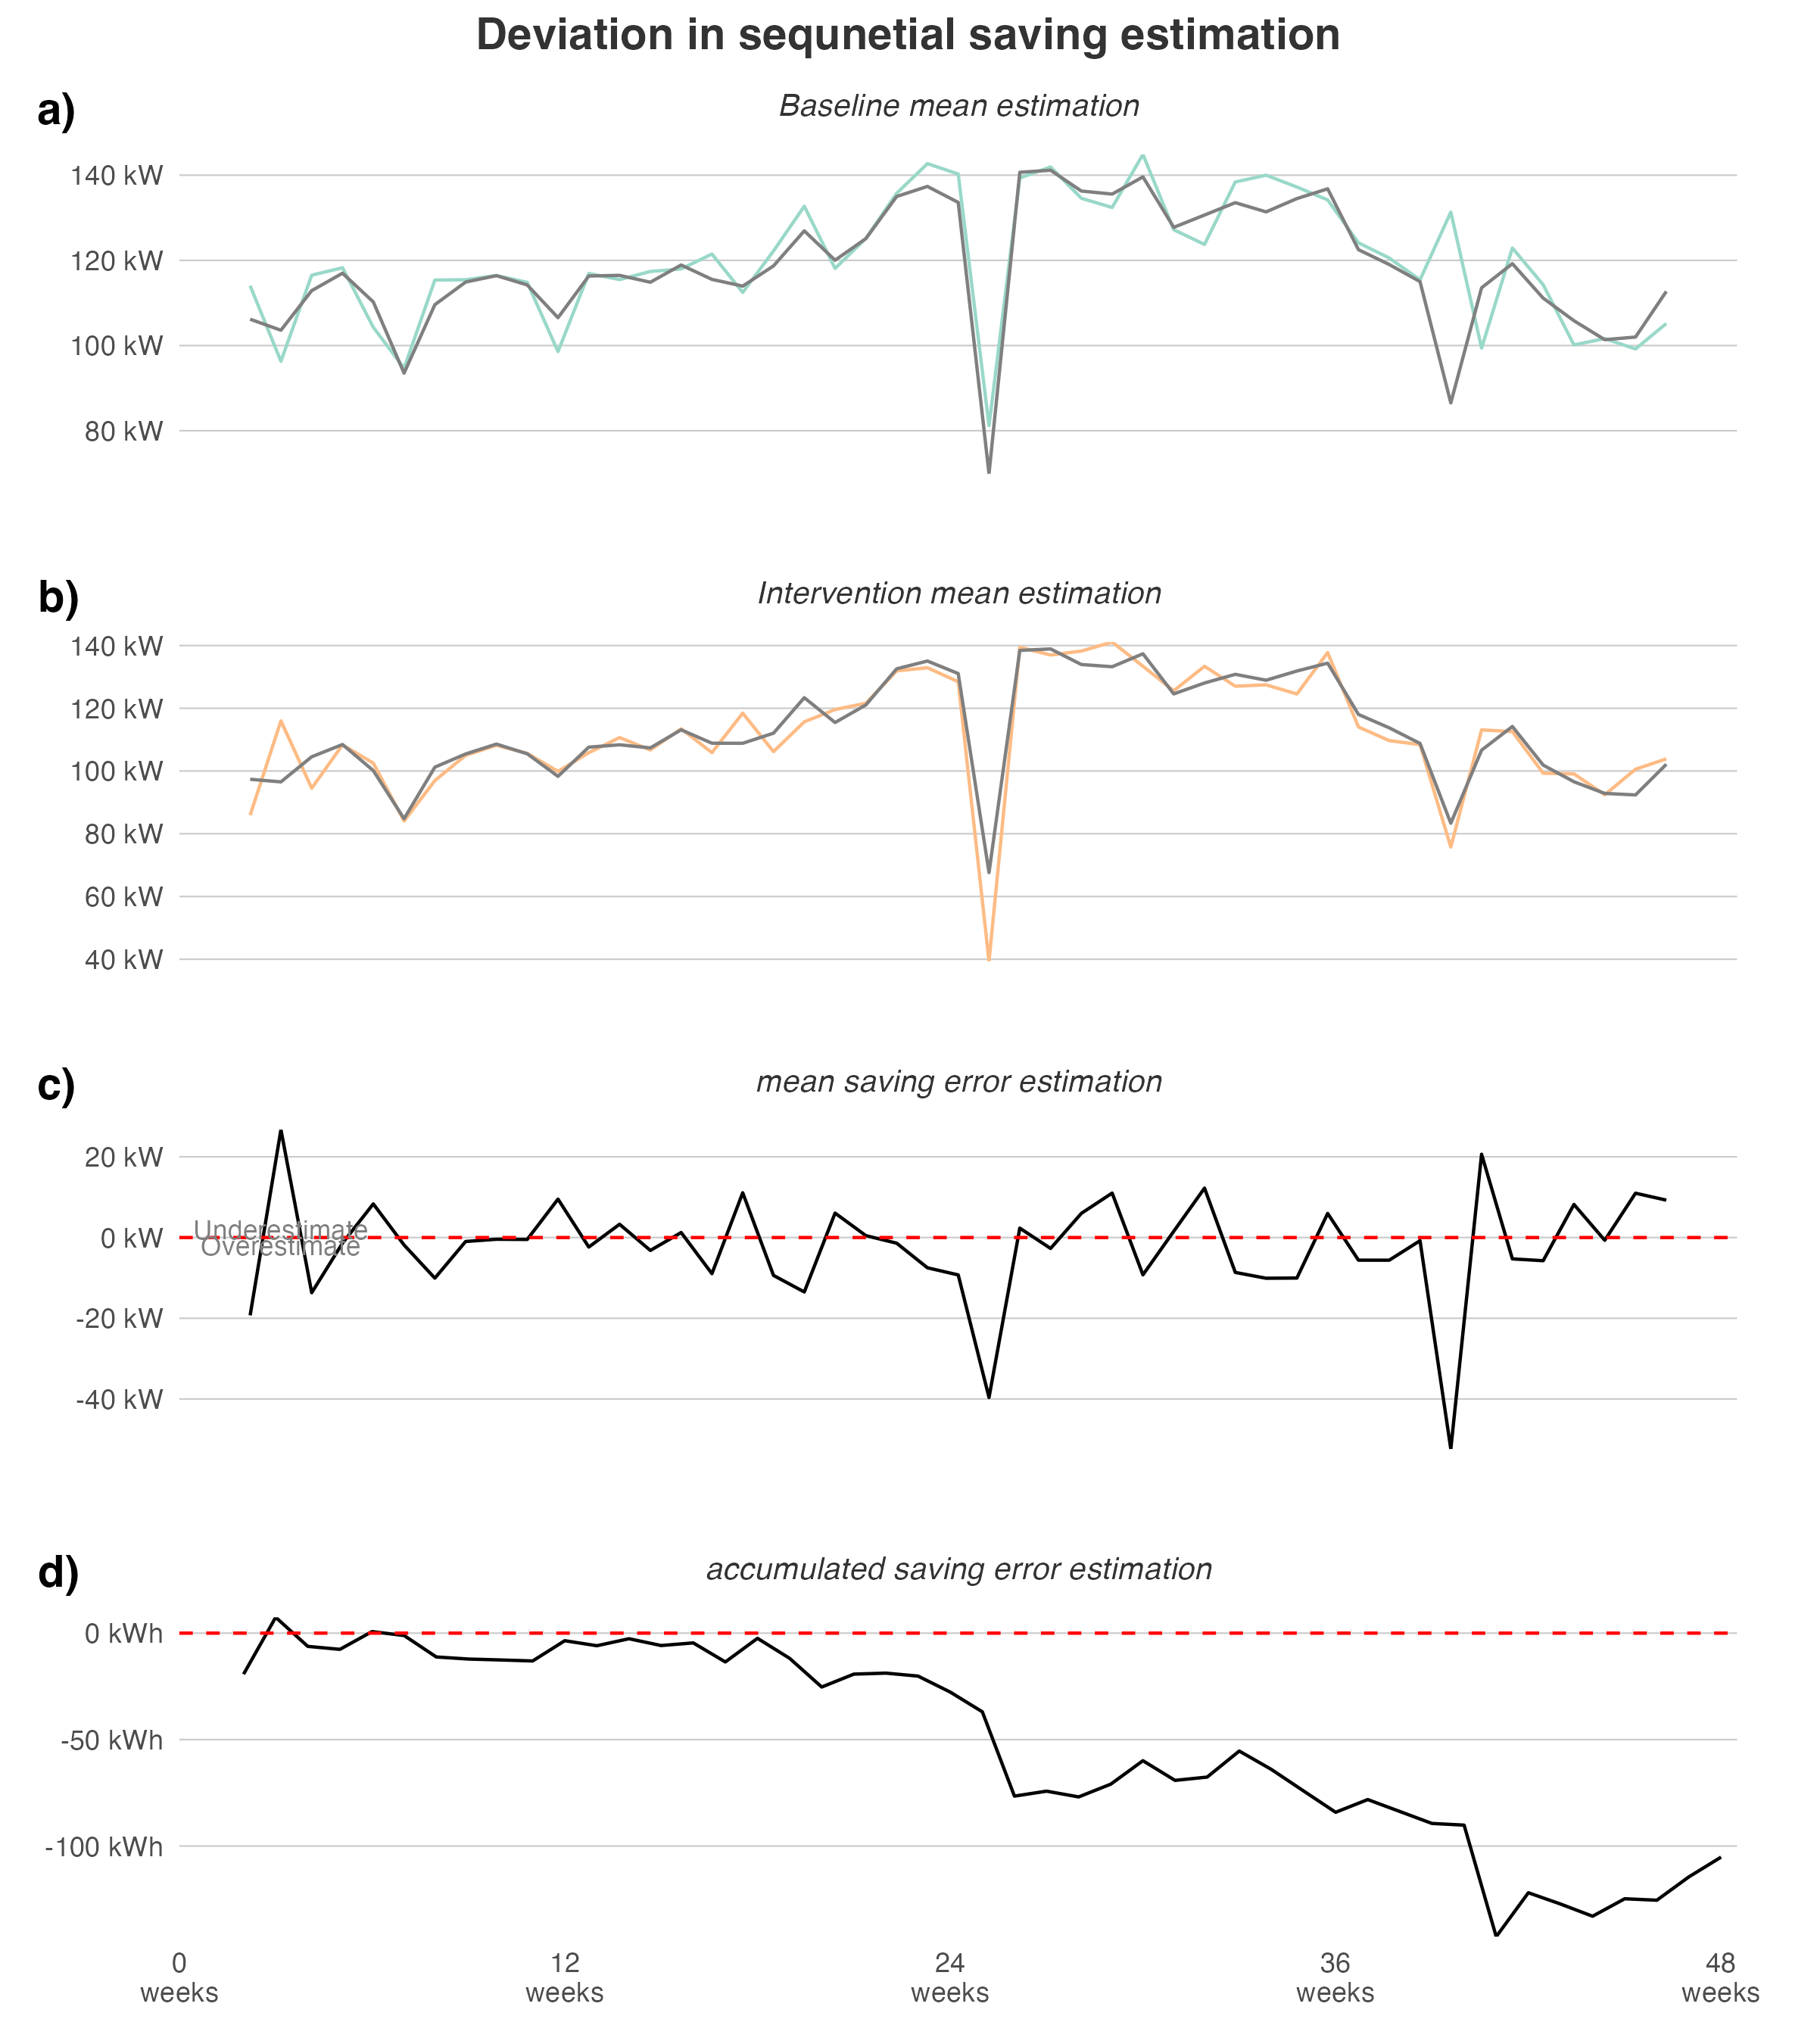 Deviation in sequnetial saving estimation
a)
Baseline mean estimation
140 kW
120 kW
100 kW
80 kW
b)
Intervention mean estimation
140 kW
120 kW
100 kW
80 kW
60 kW
40 kW
c)
mean saving error estimation
20 kW
Underestimate
0 kW
Overestimate
-20 kW
-40 kW
d)
accumulated saving error estimation
0 kWh
-50 kWh
-100 kWh
0 12 24 36 48
weeks weeks weeks weeks weeks